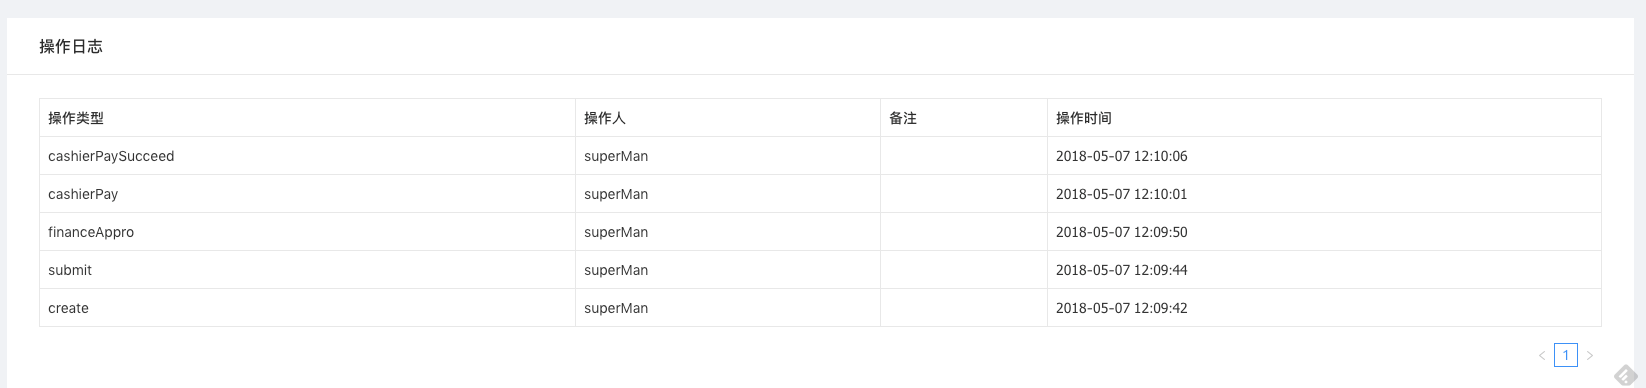 操作日志
操作类型 操作人 备注 操作时间
cashierPaySucceed superMan 2018-05-07 12:10:06
cashierPay superMan 2018-05-07 12:10:01
financeAppro superMan 2018-05-07 12:09:50
submit superMan 2018-05-07 12:09:44
create superMan 2018-05-07 12:09:42
1